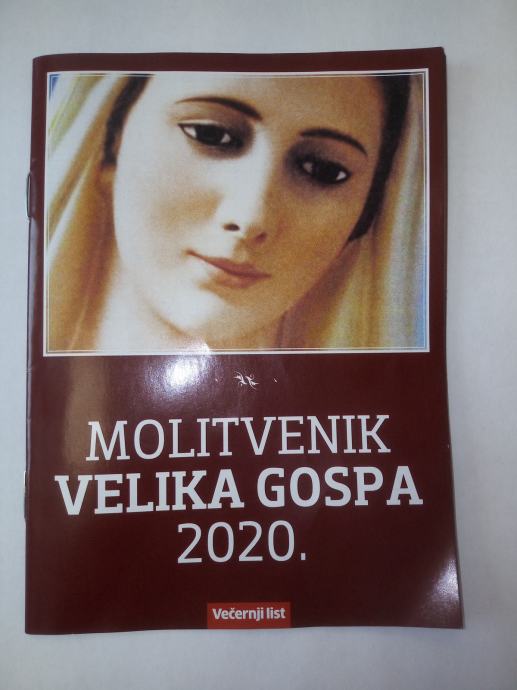 MOLITVENIK
VELIKA GOSPA
2020.
Večernji list